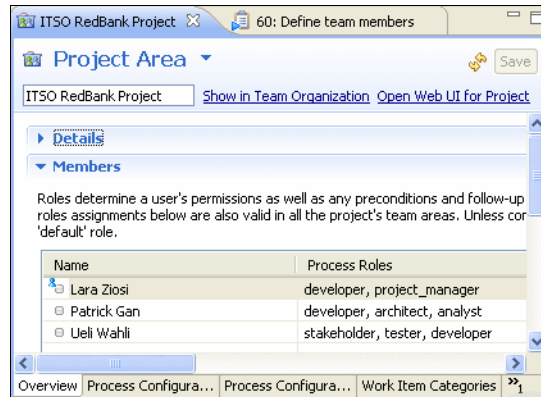 ITSO RedBank Project 60: Define team members
Project Area Save
ITSO RedBank Project Show in Team Organization Open Web UI for Project
Details
Members
Roles determine a user's permissions as well as any preconditions and follow-up
roles assignments below are also valid in all the project's team areas. Unless cor
'default' role.
Name Process Roles
Lara Ziosi developer, project_manager
Patrick Gan developer, architect, analyst
Ueli Wahli stakeholder, tester, developer
Overview Process Configura... Process Configura... Work Item Categories »1